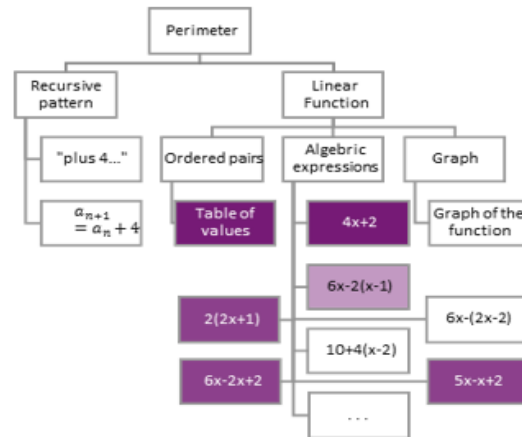 Perimeter
Recursive
pattern
Linear
Function
"plus 4..."
Ordered pairs
Algebric
expressions
Graph
aₙ₊₁
= aₙ + 4
Table of
values
4x+2
Graph of the
function
6x-2(x-1)
2(2x+1)
6x-(2x-2)
10+4(x-2)
6x-2x+2
5x-x+2
...